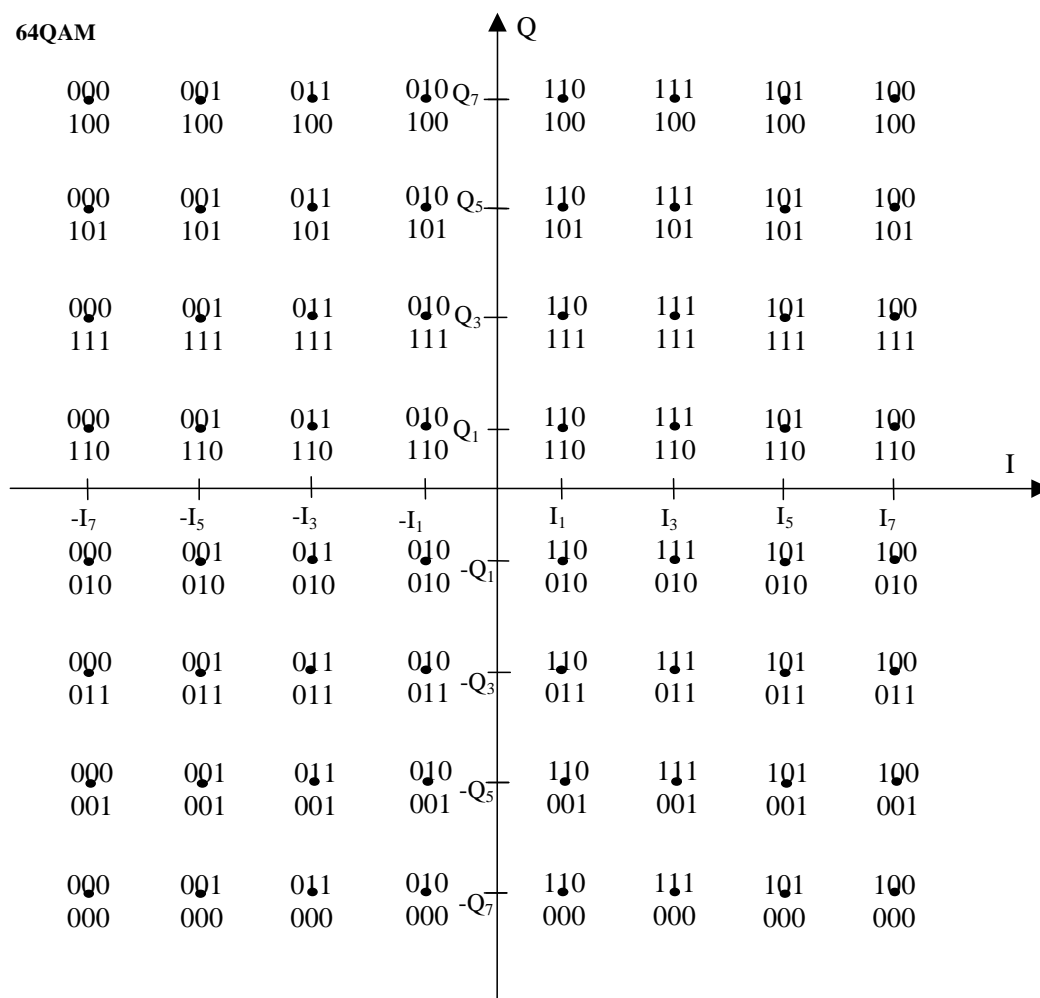 64QAM
Q
000 001 011 010 Q₇ 110 111 101 100
100 100 100 100 100 100 100 100
000 001 011 010 Q₅ 110 111 101 100
101 101 101 101 101 101 101 101
000 001 011 010 Q₃ 110 111 101 100
111 111 111 111 111 111 111 111
000 001 011 010 Q₁ 110 111 101 100
110 110 110 110 110 110 110 110
I
-I₇ -I₅ -I₃ -I₁ I₁ I₃ I₅ I₇
000 001 011 010 -Q₁ 110 111 101 100
010 010 010 010 010 010 010 010
000 001 011 010 -Q₃ 110 111 101 100
011 011 011 011 011 011 011 011
000 001 011 010 -Q₅ 110 111 101 100
001 001 001 001 001 001 001 001
000 001 011 010 -Q₇ 110 111 101 100
000 000 000 000 000 000 000 000